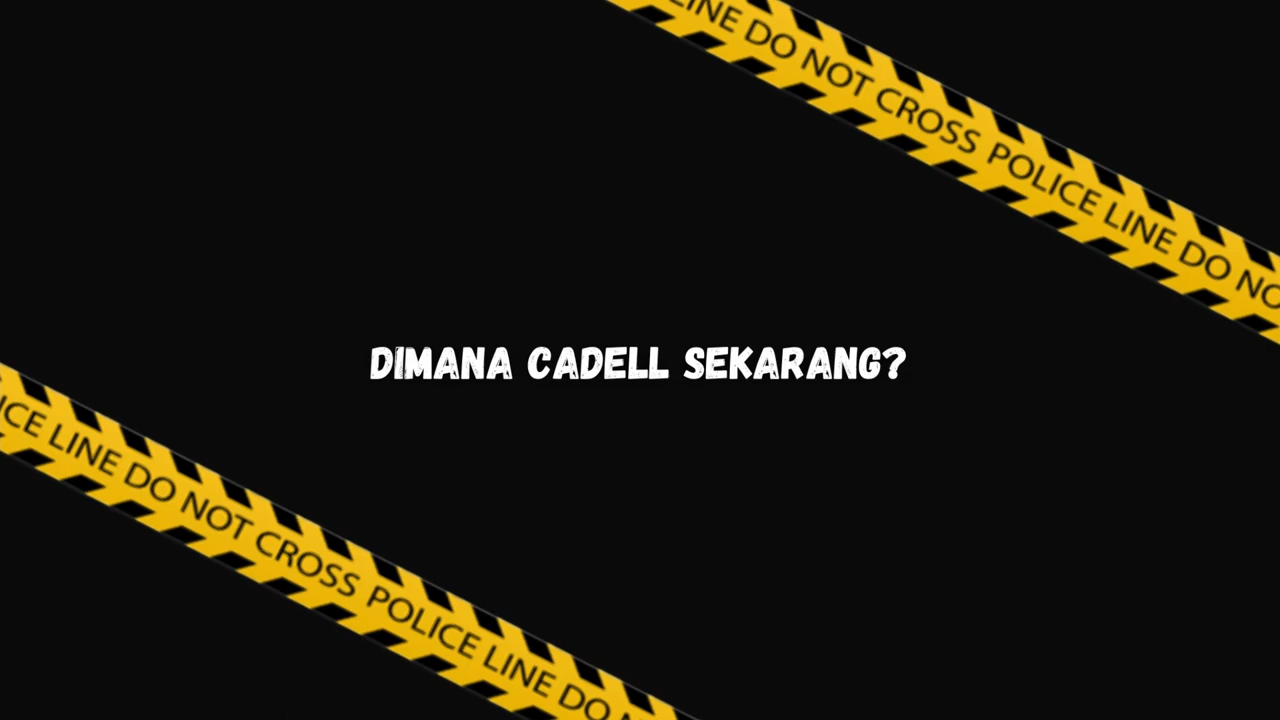 LINE DO NOT CROSS POLICE LINE DO NO
DIMANA CADELL SEKARANG?
ICE LINE DO NOT CROSS POLICE LINE DO N